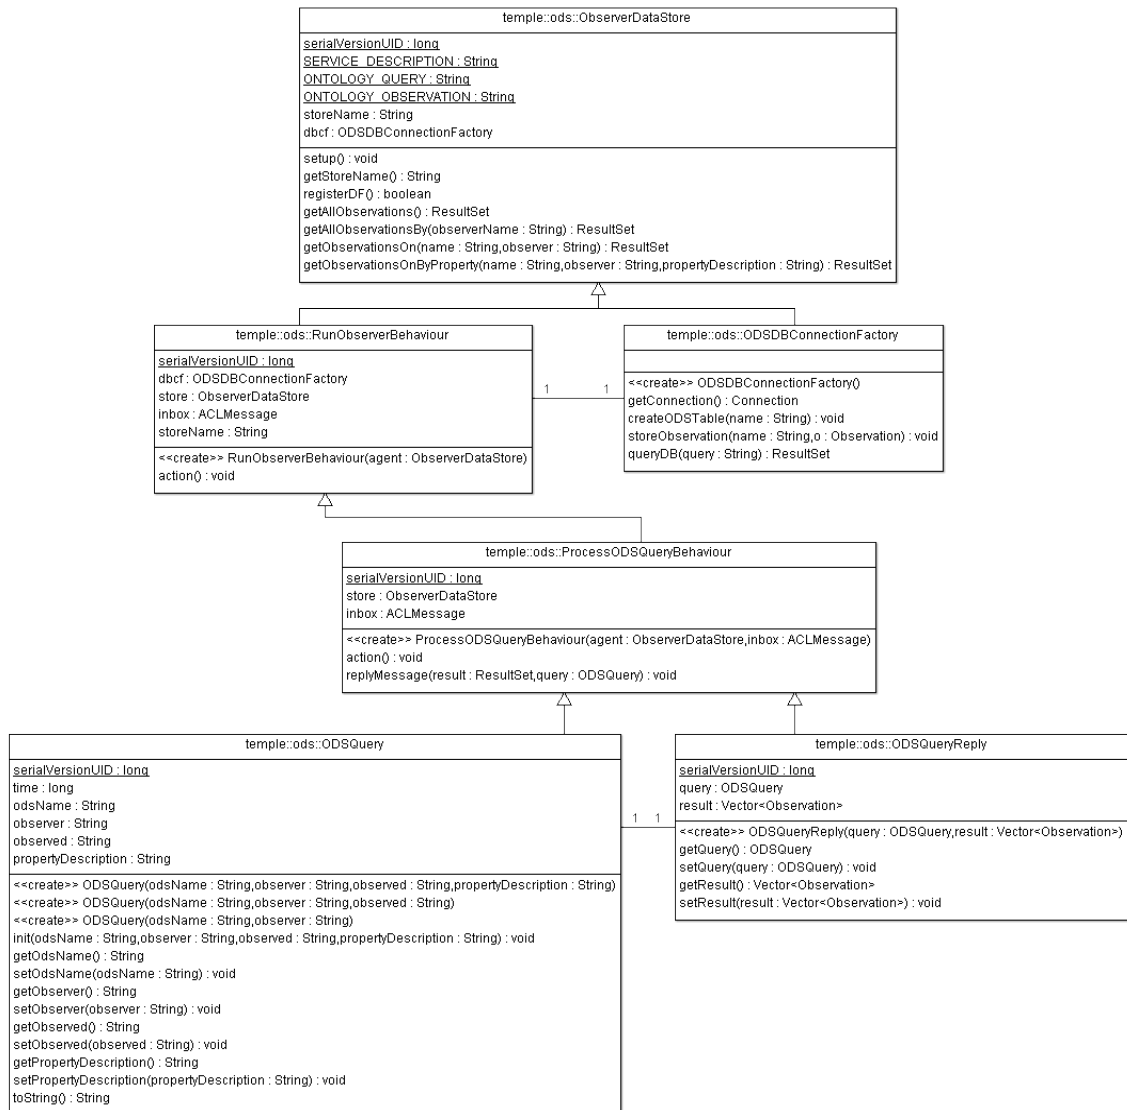 temple::ods::ObserverDataStore
serialVersionUID : long
SERVICE_DESCRIPTION : String
ONTOLOGY_QUERY : String
ONTOLOGY_OBSERVATION : String
storeName : String
dbcf : ODSDBConnectionFactory
setup() : void
getStoreName() : String
registerDF() : boolean
getAllObservations() : ResultSet
getAllObservationsBy(observerName : String) : ResultSet
getObservationsOn(name : String,observer : String) : ResultSet
getObservationsOnByProperty(name : String,observer : String,propertyDescription : String) : ResultSet
temple::ods::RunObserverBehaviour
serialVersionUID : long
dbcf : ODSDBConnectionFactory
store : ObserverDataStore
inbox : ACLMessage
storeName : String
<<create>> RunObserverBehaviour(agent : ObserverDataStore)
action() : void
1 1
temple::ods::ODSDBConnectionFactory
<<create>> ODSDBConnectionFactory()
getConnection() : Connection
createODSTable(name : String) : void
storeObservation(name : String,o : Observation) : void
queryDB(query : String) : ResultSet
temple::ods::ProcessODSQueryBehaviour
serialVersionUID : long
store : ObserverDataStore
inbox : ACLMessage
<<create>> ProcessODSQueryBehaviour(agent : ObserverDataStore,inbox : ACLMessage)
action() : void
replyMessage(result : ResultSet,query : ODSQuery) : void
temple::ods::ODSQuery
serialVersionUID : long
time : long
odsName : String
observer : String
observed : String
propertyDescription : String
<<create>> ODSQuery(odsName : String,observer : String,observed : String,propertyDescription : String)
<<create>> ODSQuery(odsName : String,observer : String,observed : String)
<<create>> ODSQuery(odsName : String,observer : String)
init(odsName : String,observer : String,observed : String,propertyDescription : String) : void
getOdsName() : String
setOdsName(odsName : String) : void
getObserver() : String
setObserver(observer : String) : void
getObserved() : String
setObserved(observed : String) : void
getPropertyDescription() : String
setPropertyDescription(propertyDescription : String) : void
toString() : String
1 1
temple::ods::ODSQueryReply
serialVersionUID : long
query : ODSQuery
result : Vector<Observation>
<<create>> ODSQueryReply(query : ODSQuery,result : Vector<Observation>)
getQuery() : ODSQuery
setQuery(query : ODSQuery) : void
getResult() : Vector<Observation>
setResult(result : Vector<Observation>) : void